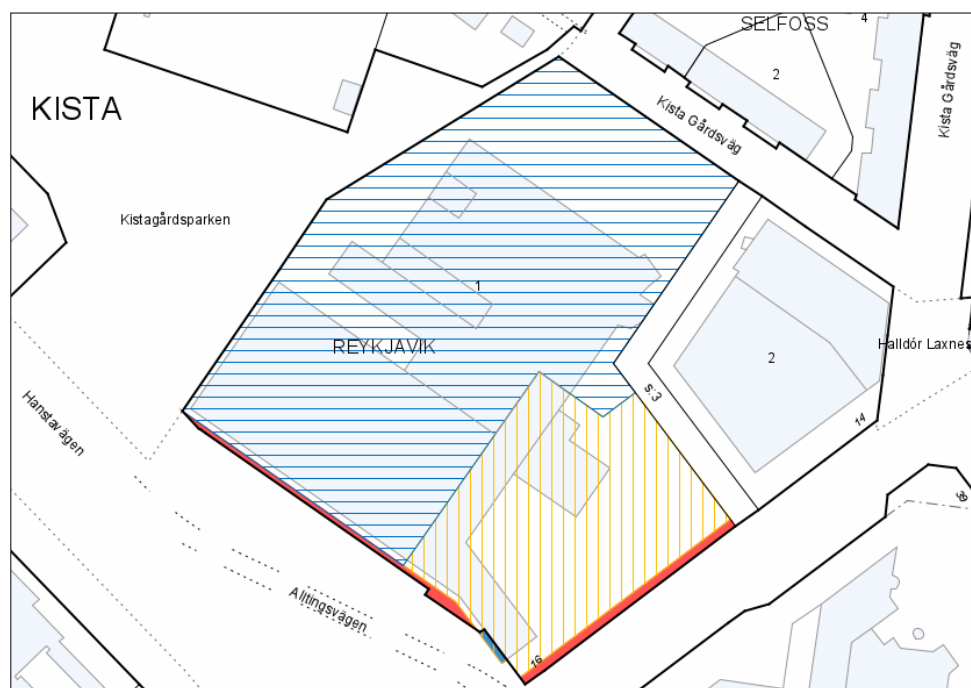 SELFOSS
4
2
KISTA
Kista Gårdsväg
Kista Gårdsväg
Kistagårdsparken
1
REYKJAVIK
2
Halldór Laxnes
s:3
Hanstavägen
14
Alltingsvägen
16